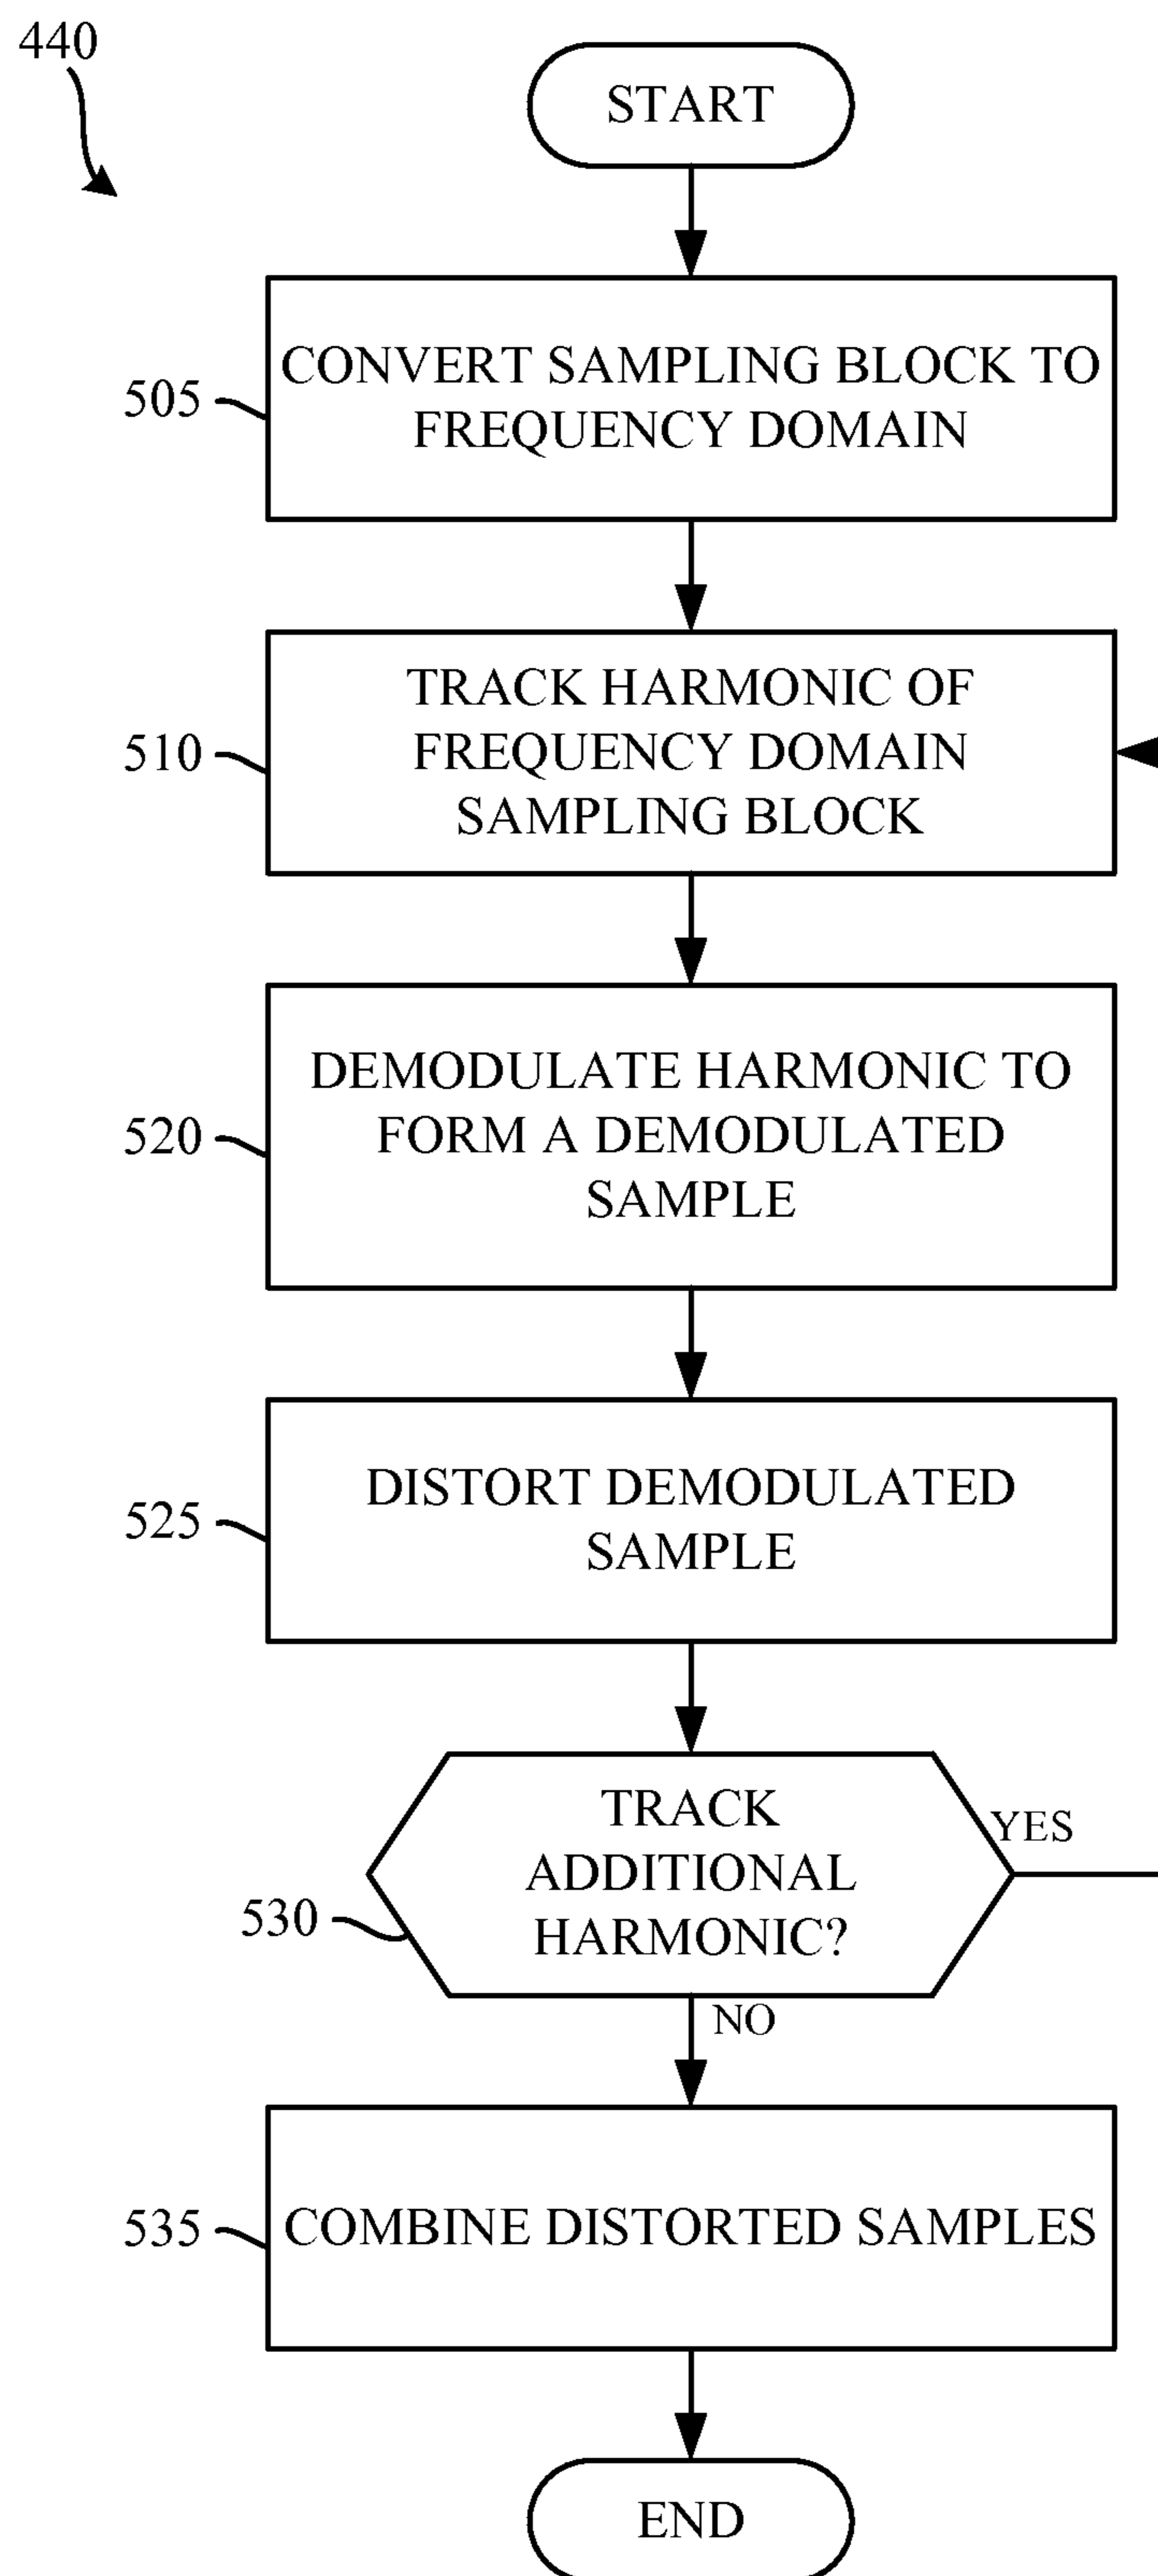 440
START
505
CONVERT SAMPLING BLOCK TO
FREQUENCY DOMAIN
510
TRACK HARMONIC OF
FREQUENCY DOMAIN
SAMPLING BLOCK
520
DEMODULATE HARMONIC TO
FORM A DEMODULATED
SAMPLE
525
DISTORT DEMODULATED
SAMPLE
530
TRACK
ADDITIONAL
HARMONIC?
YES
NO
535
COMBINE DISTORTED SAMPLES
END